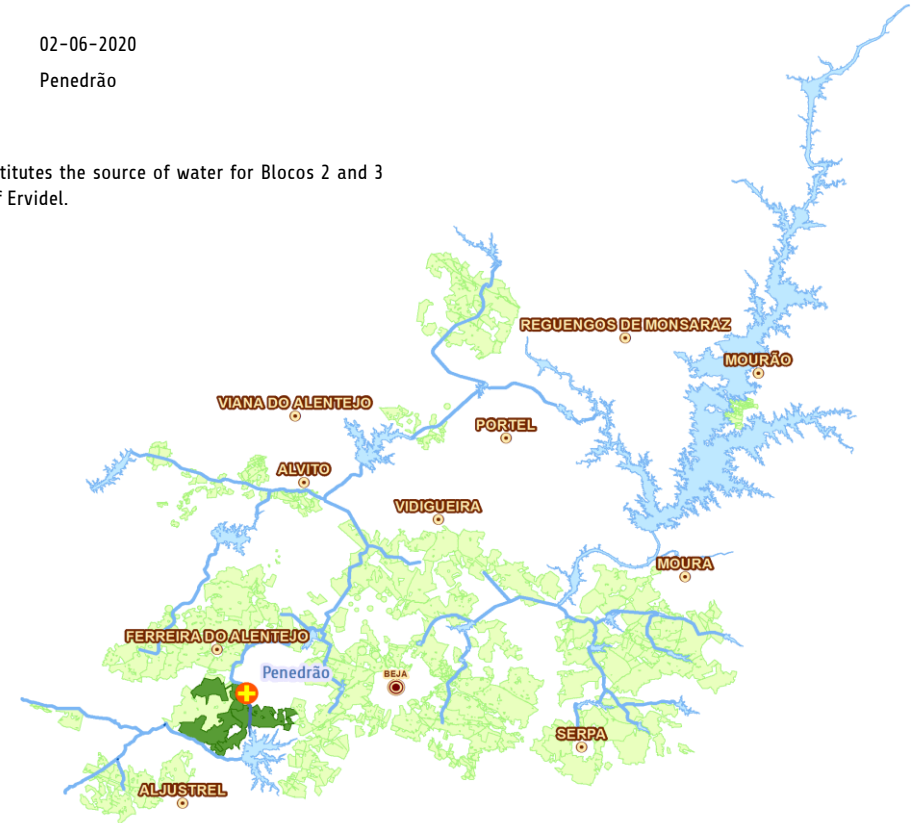 02-06-2020
Penedrão
titutes the source of water for Blocos 2 and 3
f Ervidel.
REGUENGOS DE MONSARAZ
MOURÃO
VIANA DO ALENTEJO
PORTEL
ALVITO
VIDIGUEIRA
MOURA
FERREIRA DO ALENTEJO
Penedrão
BEJA
SERPA
ALJUSTREL